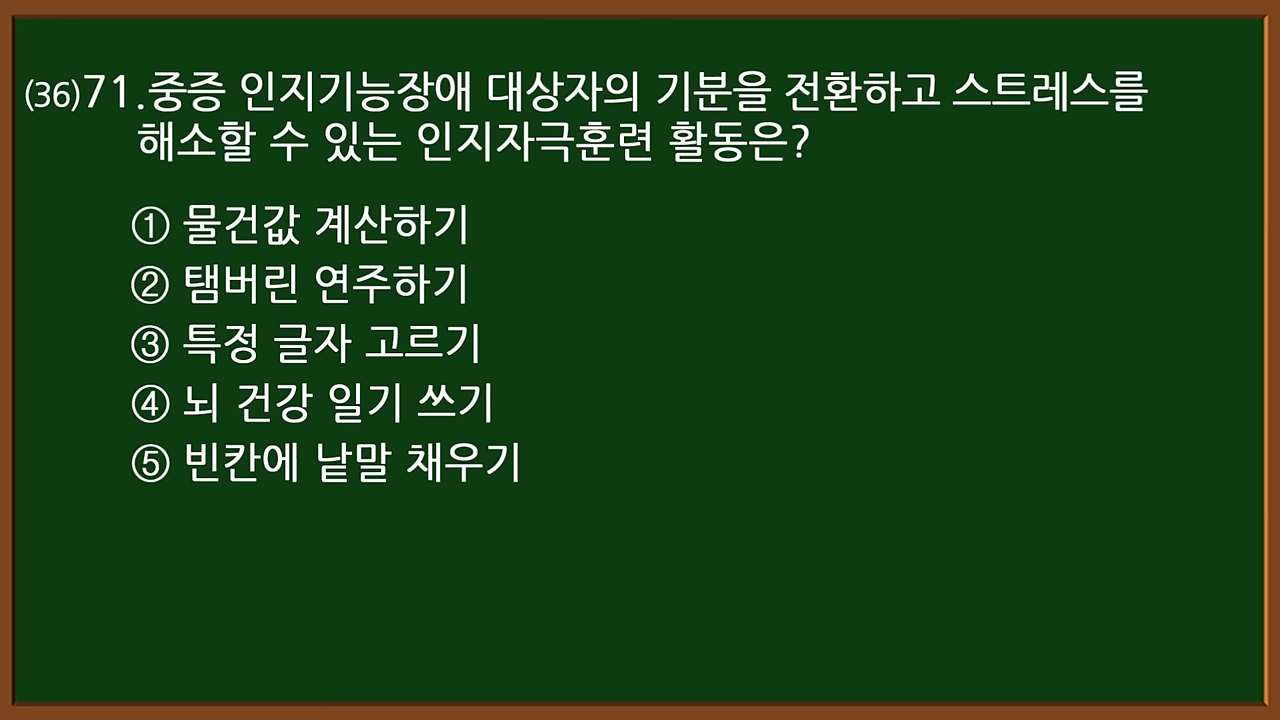 (36)71.중증 인지기능장애 대상자의 기분을 전환하고 스트레스를
해소할 수 있는 인지자극훈련 활동은?
① 물건값 계산하기
② 탬버린 연주하기
③ 특정 글자 고르기
④ 뇌 건강 일기 쓰기
⑤ 빈칸에 낱말 채우기